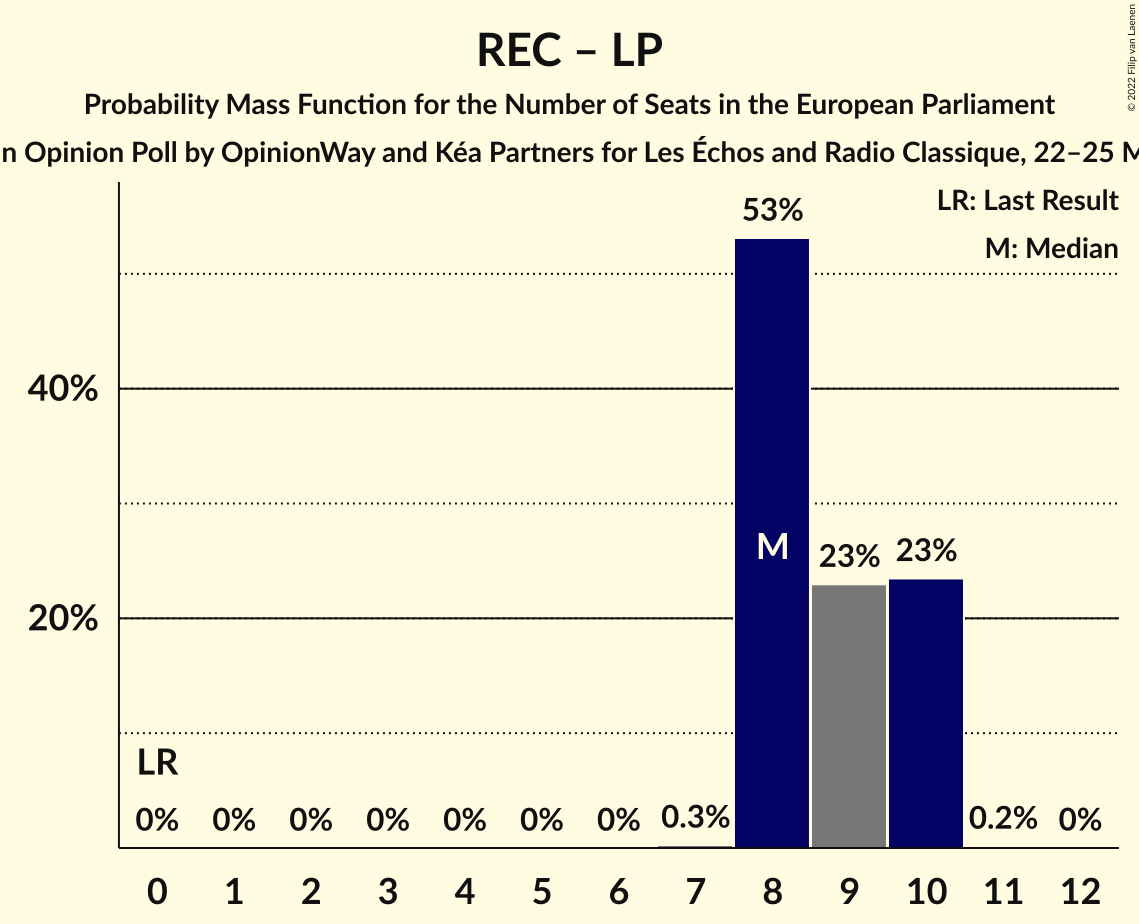 REC – LP
Probability Mass Function for the Number of Seats in the European Parliament
n Opinion Poll by OpinionWay and Kéa Partners for Les Échos and Radio Classique, 22–25 M
© 2022 Filip van Laenen
LR: Last Result
M: Median
53%
40%
M
23%
23%
20%
LR
0%
0%
0%
0%
0%
0%
0%
0.3%
0.2%
0%
0 1 2 3 4 5 6 7 8 9 10 11 12